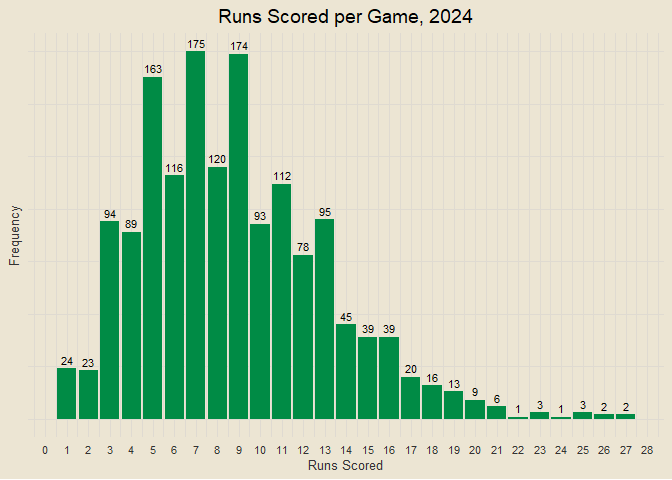 Runs Scored per Game, 2024
Frequency
24 23 94 89 163 116 175 120 174 93 112 78 95 45 39 39 20 16 13 9 6 1 3 1 3 2 2
0 1 2 3 4 5 6 7 8 9 10 11 12 13 14 15 16 17 18 19 20 21 22 23 24 25 26 27 28
Runs Scored